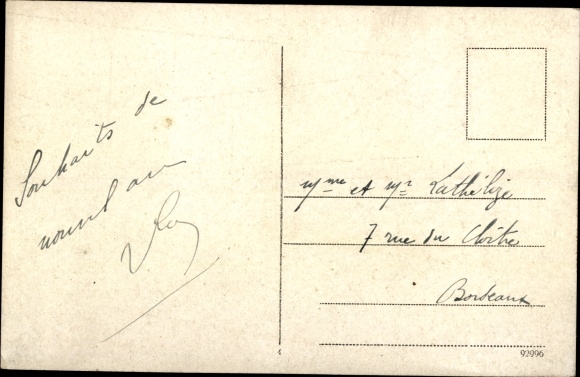 Souhaits de
nouvel an
Mme et Mr
7 rue du Cloître
Bordeaux
92996